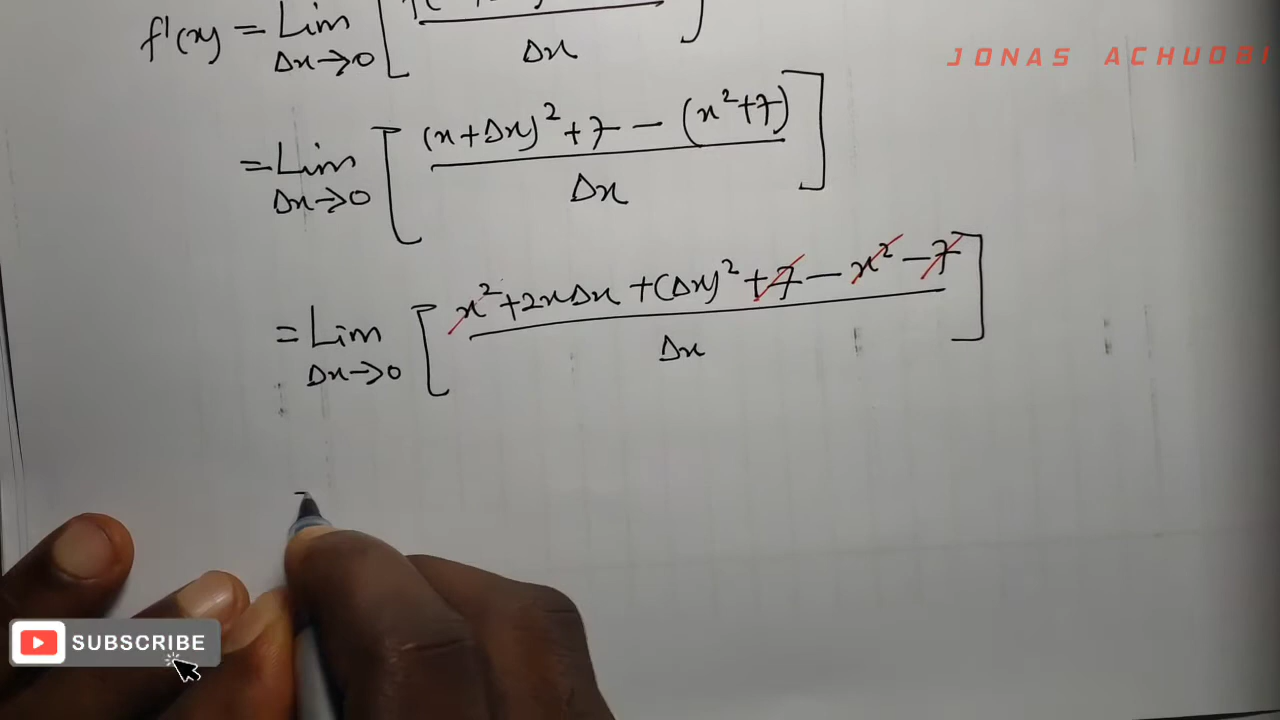 JONAS ACHUOBI
f'(x) = Lim Δx→0 [ / Δx ]
= Lim Δx→0 [ (x+Δx)² + 7 − (x²+7) / Δx ]
= Lim Δx→0 [ x² + 2xΔx + (Δx)² + 7 − x² − 7 / Δx ]
SUBSCRIBE